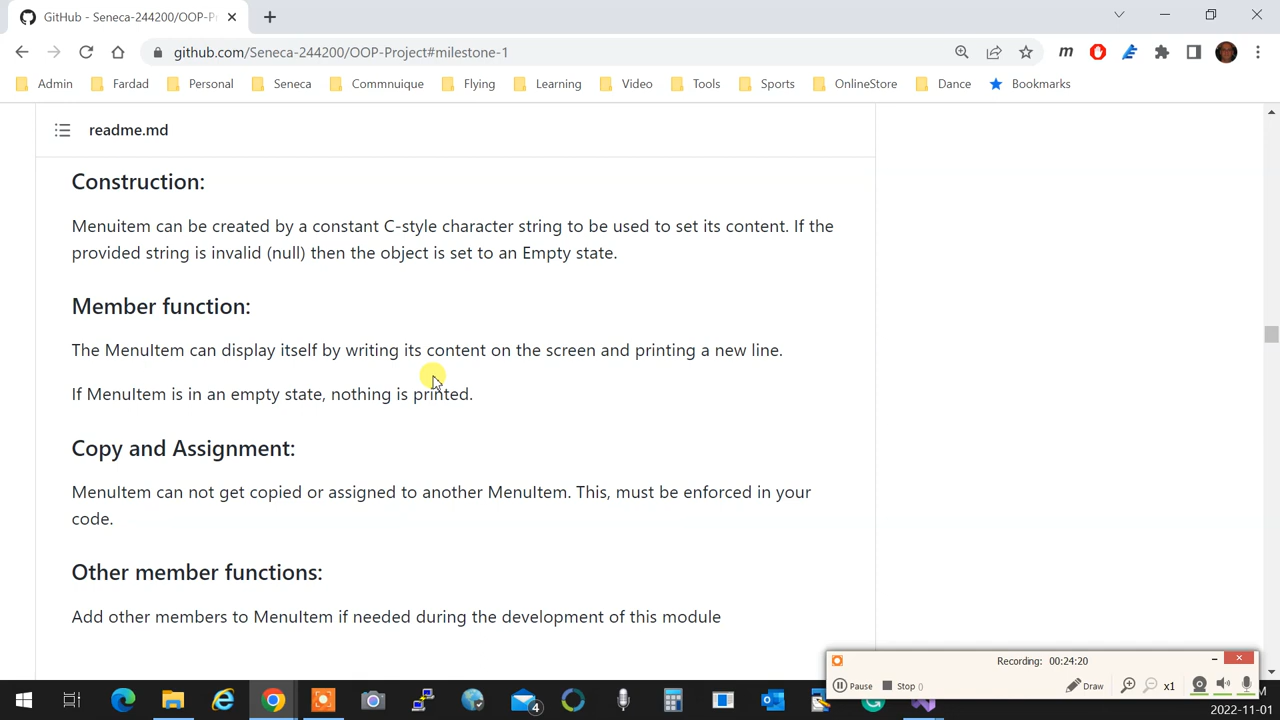 GitHub - Seneca-244200/OOP-P
github.com/Seneca-244200/OOP-Project#milestone-1
Admin Fardad Personal Seneca Commnuique Flying Learning Video Tools Sports OnlineStore Dance Bookmarks
readme.md
Construction:
Menuitem can be created by a constant C-style character string to be used to set its content. If the
provided string is invalid (null) then the object is set to an Empty state.
Member function:
The MenuItem can display itself by writing its content on the screen and printing a new line.
If MenuItem is in an empty state, nothing is printed.
Copy and Assignment:
MenuItem can not get copied or assigned to another MenuItem. This, must be enforced in your
code.
Other member functions:
Add other members to MenuItem if needed during the development of this module
Recording: 00:24:20
Pause Stop () Draw x1
4
2022-11-01